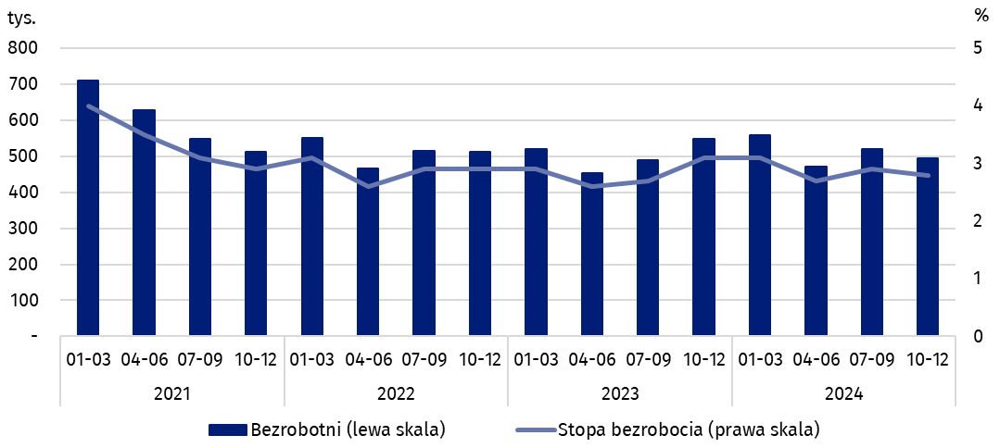 tys. %
800 5
700
600 4
500 3
400
300 2
200
100 1
- 0
01-03 04-06 07-09 10-12 01-03 04-06 07-09 10-12 01-03 04-06 07-09 10-12 01-03 04-06 07-09 10-12
2021 2022 2023 2024
Bezrobotni (lewa skala) Stopa bezrobocia (prawa skala)